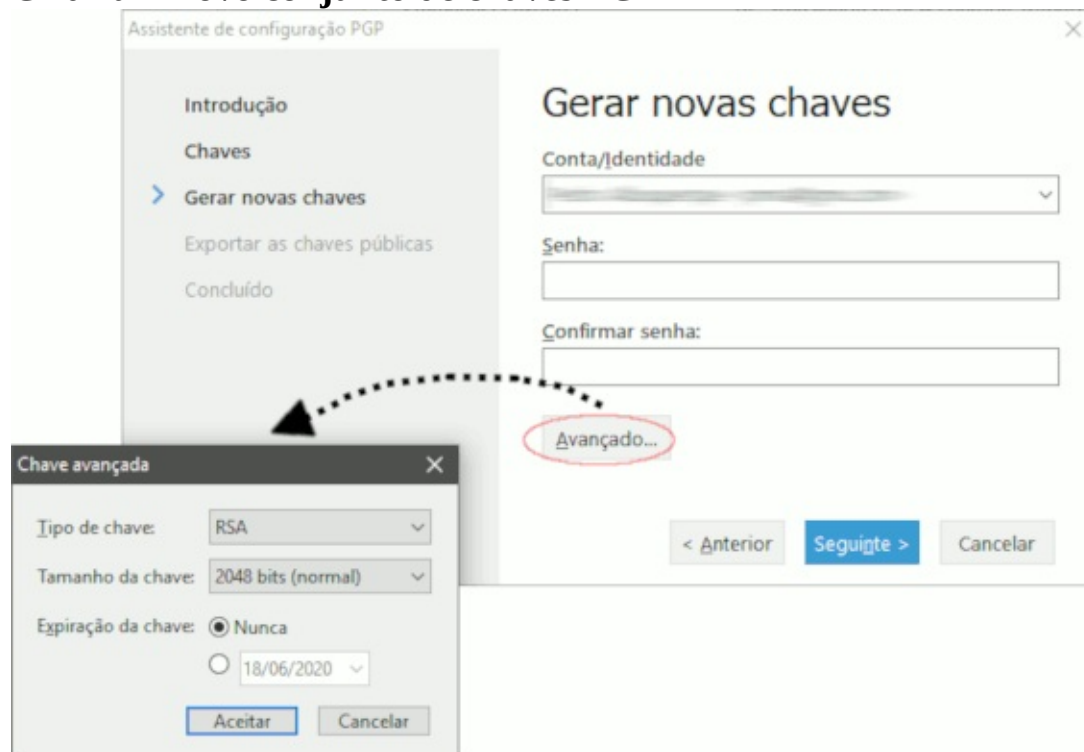 Assistente de configuração PGP
Introdução
Chaves
Gerar novas chaves
Exportar as chaves públicas
Concluído
Gerar novas chaves
Conta/Identidade
Senha:
Confirmar senha:
Avançado...
< Anterior
Seguinte >
Cancelar
Chave avançada
Tipo de chave:
RSA
Tamanho da chave:
2048 bits (normal)
Expiração da chave:
Nunca
18/06/2020
Aceitar
Cancelar